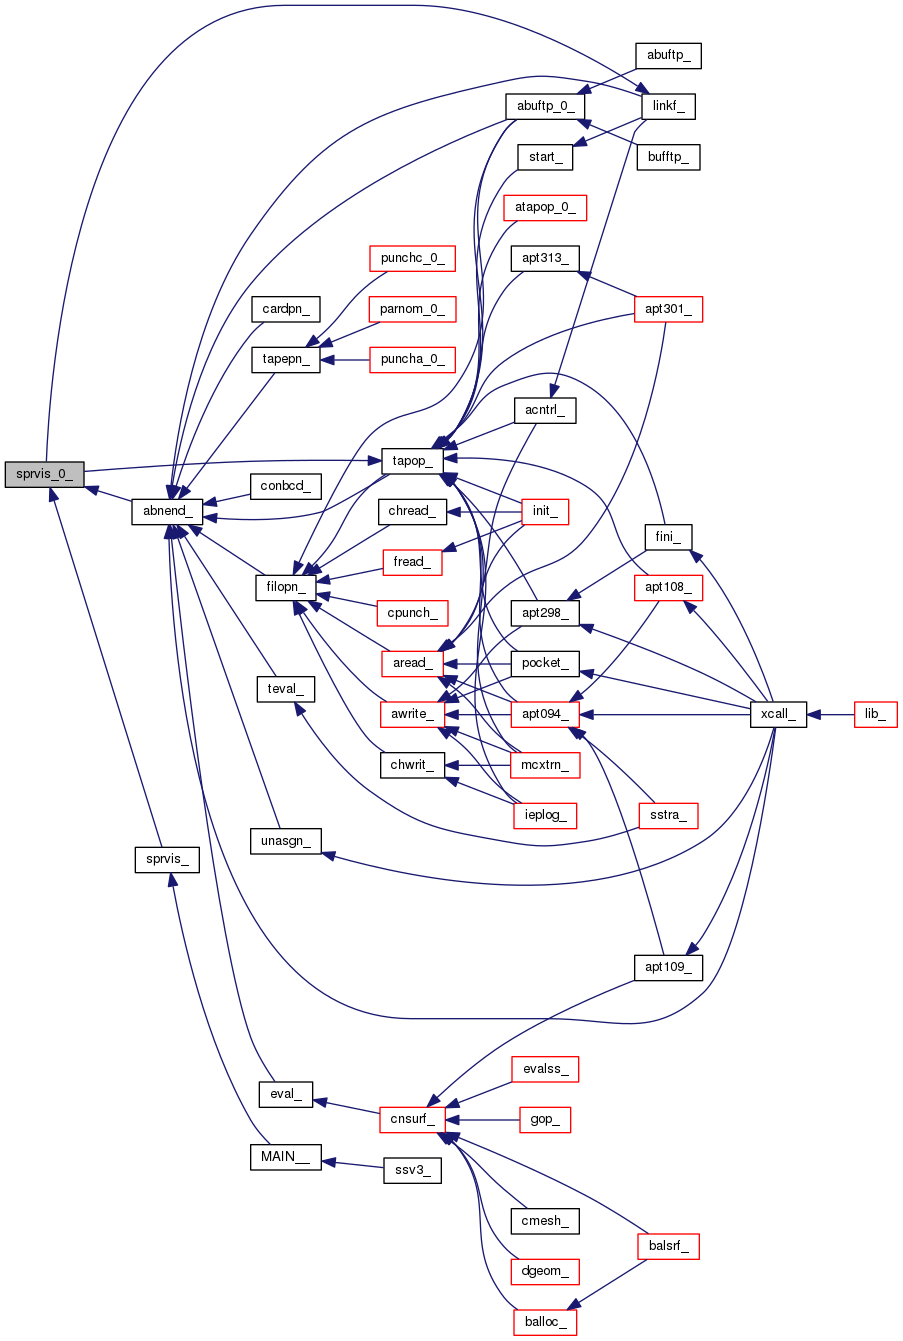 abuftp_
abuftp_0_
linkf_
start_
bufftp_
atapop_0_
punchc_0_
apt313_
cardpn_
parnom_0_
apt301_
tapepn_
puncha_0_
acntrl_
sprvis_0_
tapop_
conbcd_
abnend_
chread_
init_
fini_
fread_
filopn_
apt108_
cpunch_
apt298_
aread_
pocket_
teval_
awrite_
apt094_
xcall_
lib_
chwrit_
mcxtrn_
ieplog_
sstra_
unasgn_
sprvis_
apt109_
evalss_
eval_
cnsurf_
gop_
MAIN__
ssv3_
cmesh_
balsrf_
dgeom_
balloc_